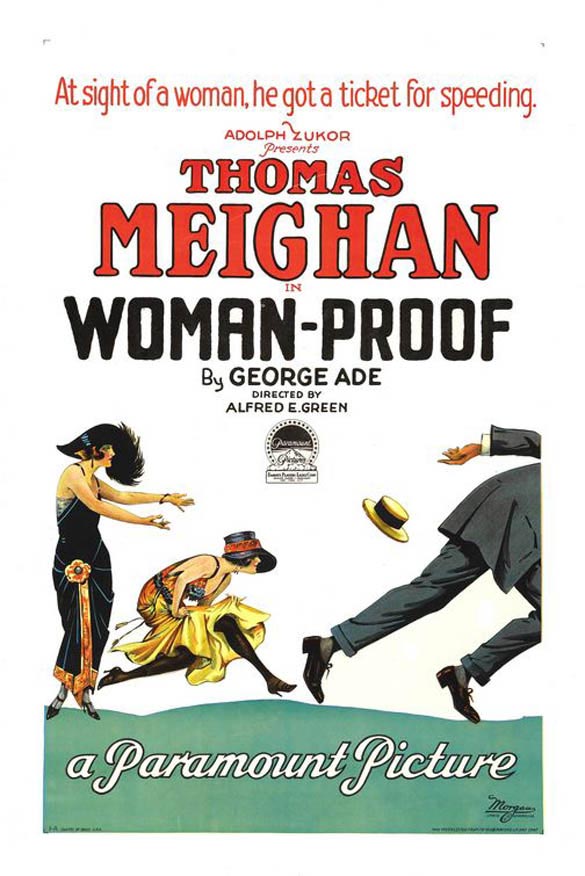 At sight of a woman, he got a ticket for speeding.
ADOLPH ZUKOR
Presents
THOMAS
MEIGHAN
IN
WOMAN-PROOF
By GEORGE ADE
DIRECTED BY
ALFRED E. GREEN
Paramount
Pictures
a Paramount Picture
Morgan